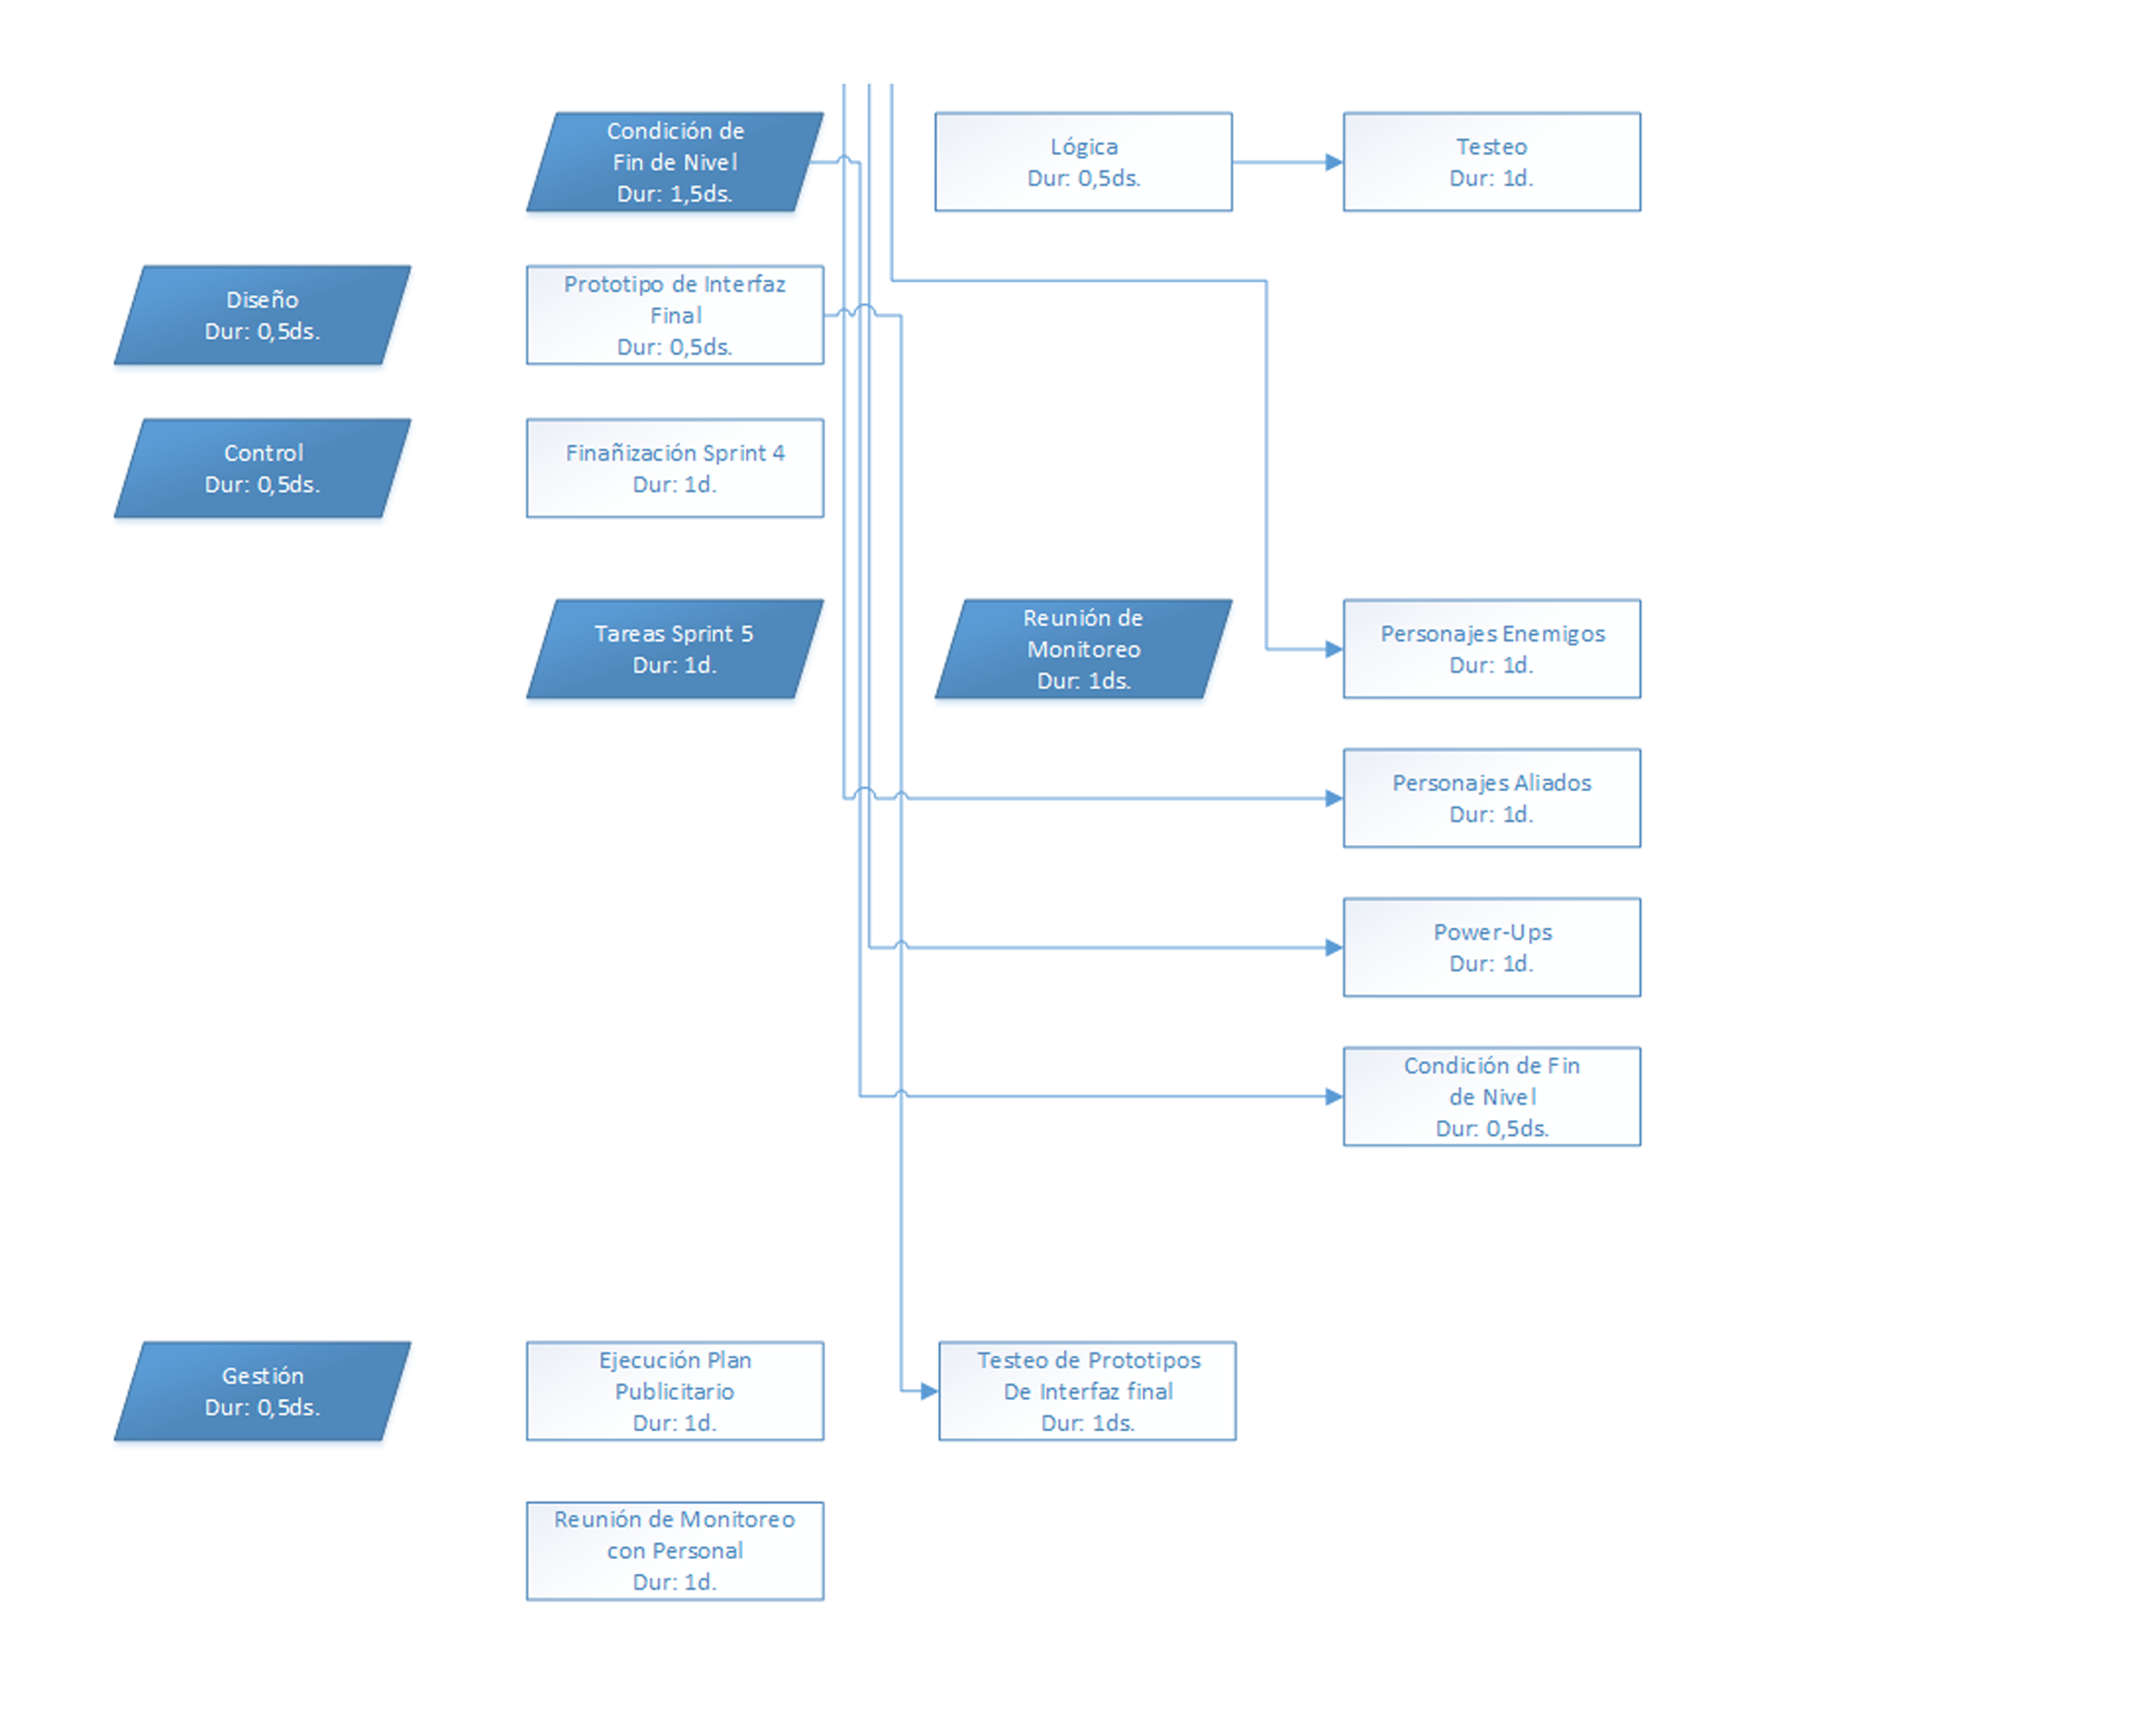 Condición de
Fin de Nivel
Dur: 1,5ds.
Lógica
Dur: 0,5ds.
Testeo
Dur: 1d.
Diseño
Dur: 0,5ds.
Prototipo de Interfaz
Final
Dur: 0,5ds.
Control
Dur: 0,5ds.
Finañización Sprint 4
Dur: 1d.
Tareas Sprint 5
Dur: 1d.
Reunión de
Monitoreo
Dur: 1ds.
Personajes Enemigos
Dur: 1d.
Personajes Aliados
Dur: 1d.
Power-Ups
Dur: 1d.
Condición de Fin
de Nivel
Dur: 0,5ds.
Gestión
Dur: 0,5ds.
Ejecución Plan
Publicitario
Dur: 1d.
Testeo de Prototipos
De Interfaz final
Dur: 1ds.
Reunión de Monitoreo
con Personal
Dur: 1d.